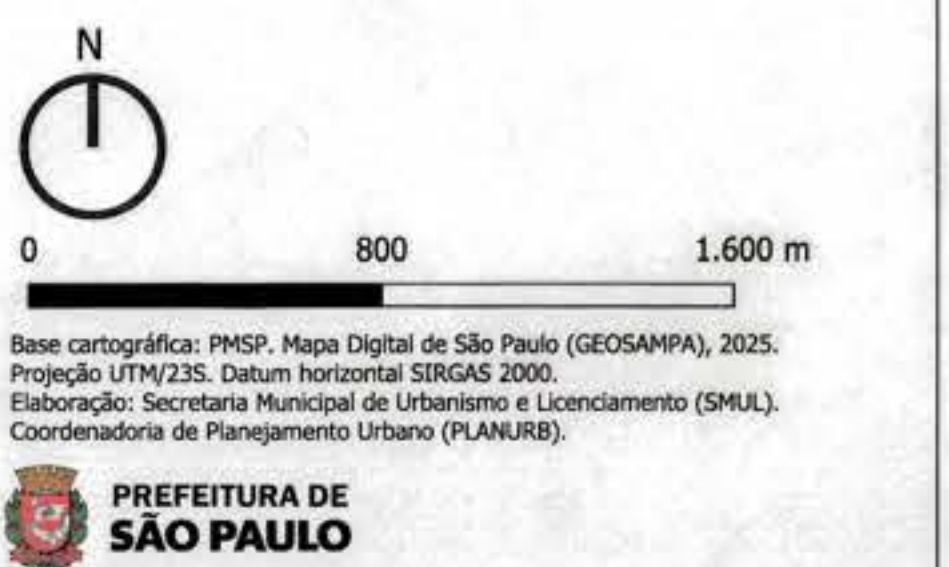 N
0 800 1.600 m
Base cartográfica: PMSP. Mapa Digital de São Paulo (GEOSAMPA), 2025.
Projeção UTM/23S. Datum horizontal SIRGAS 2000.
Elaboração: Secretaria Municipal de Urbanismo e Licenciamento (SMUL).
Coordenadoria de Planejamento Urbano (PLANURB).
PREFEITURA DE
SÃO PAULO